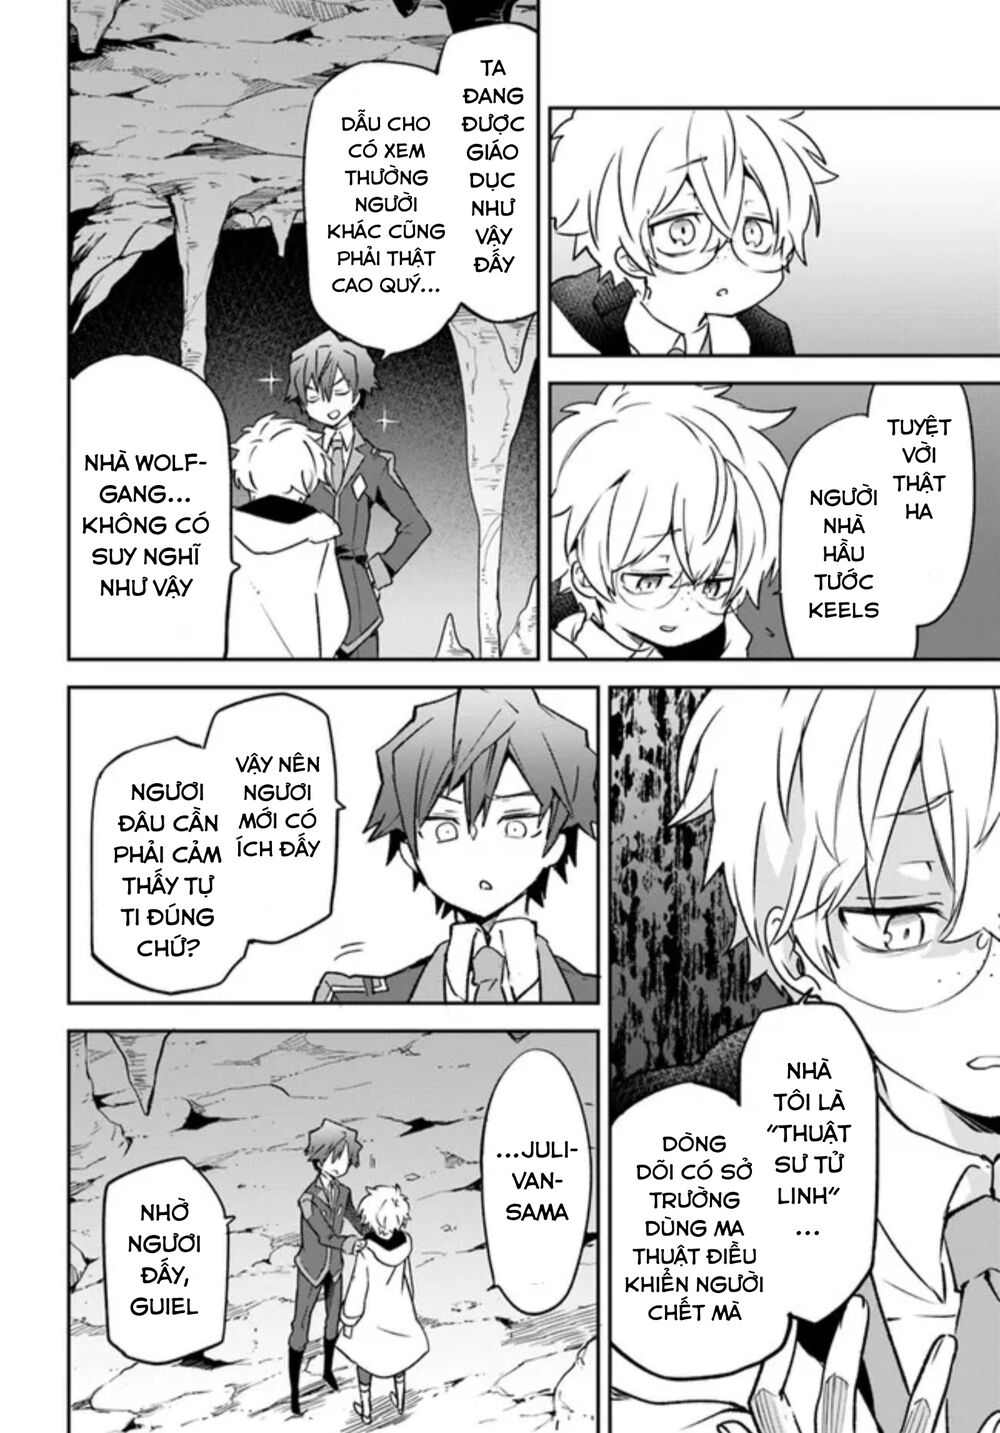 TUYỆT
VỜI
THẬT
HA
NGƯỜI
NHÀ
HẦU
TƯỚC
KEELS
TA
ĐANG
ĐƯỢC
GIÁO
DỤC
NHƯ
VẬY
ĐẤY
DẪU CHO
CÓ XEM
THƯỜNG
NGƯỜI
KHÁC CŨNG
PHẢI THẬT
CAO QUÝ...
NHÀ WOLF-
GANG...
KHÔNG CÓ
SUY NGHĨ
NHƯ VẬY
NHÀ
TÔI LÀ
"THUẬT
SƯ TỬ
LINH"
...
DÒNG
DÕI CÓ SỞ
TRƯỜNG
DÙNG MA
THUẬT ĐIỀU
KHIỂN NGƯỜI
CHẾT MÀ
VẬY NÊN
NGƯƠI
MỚI CÓ
ÍCH ĐẤY
NGƯƠI
ĐÂU CẦN
PHẢI CẢM
THẤY TỰ
TI ĐÚNG
CHỨ?
...JULI-
VAN-
SAMA
NHỜ
NGƯƠI
ĐẤY,
GUIEL